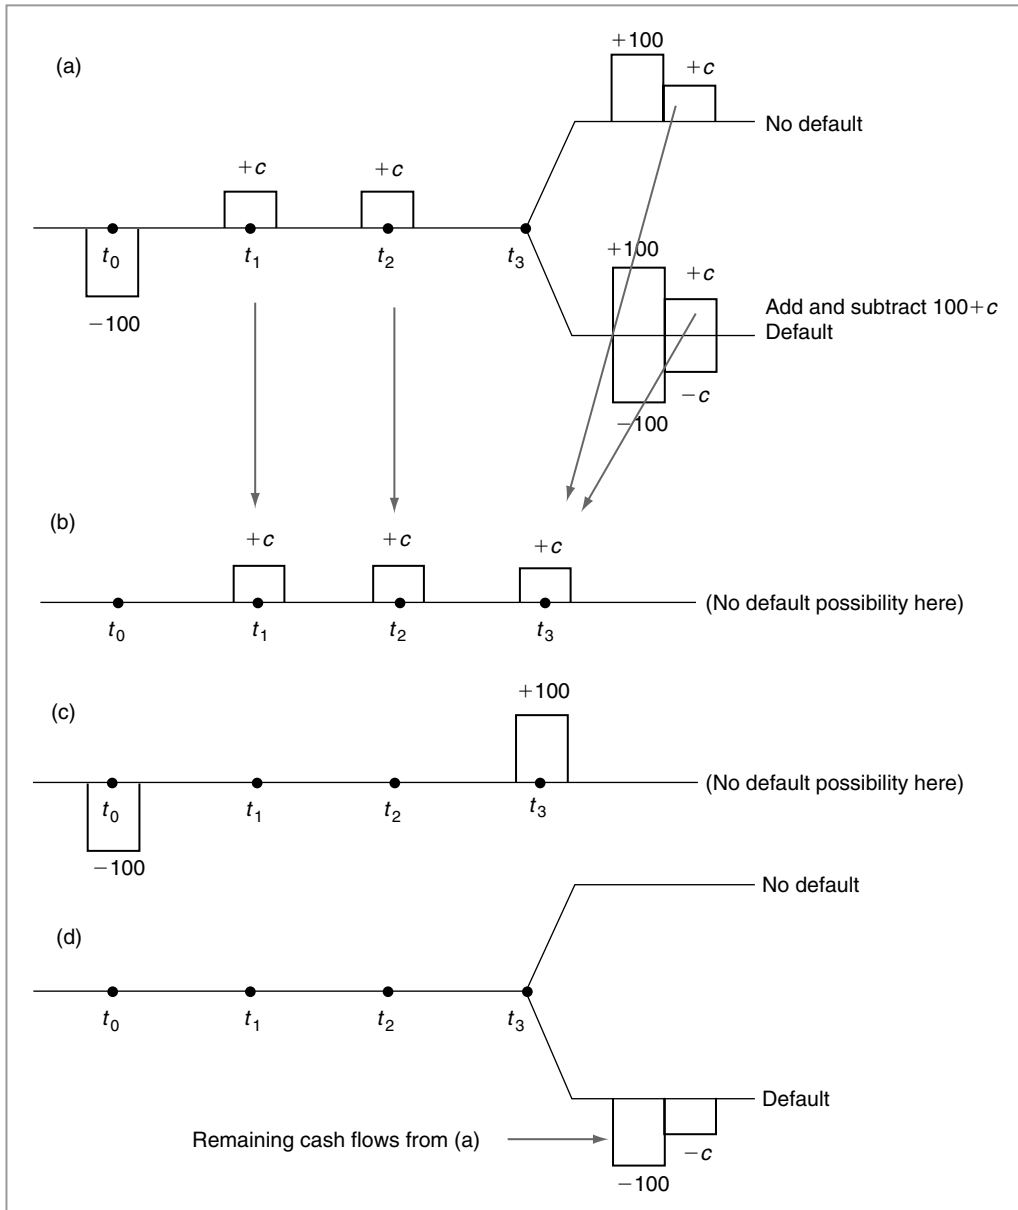 (a)
+100
+c
No default
+c
+c
t0
t1
t2
t3
−100
+100
+c
Add and subtract 100+c
Default
−c
−100
(b)
+c
+c
+c
(No default possibility here)
t0
t1
t2
t3
(c)
+100
(No default possibility here)
t0
t1
t2
t3
−100
No default
(d)
t0
t1
t2
t3
Default
Remaining cash flows from (a)
−c
−100